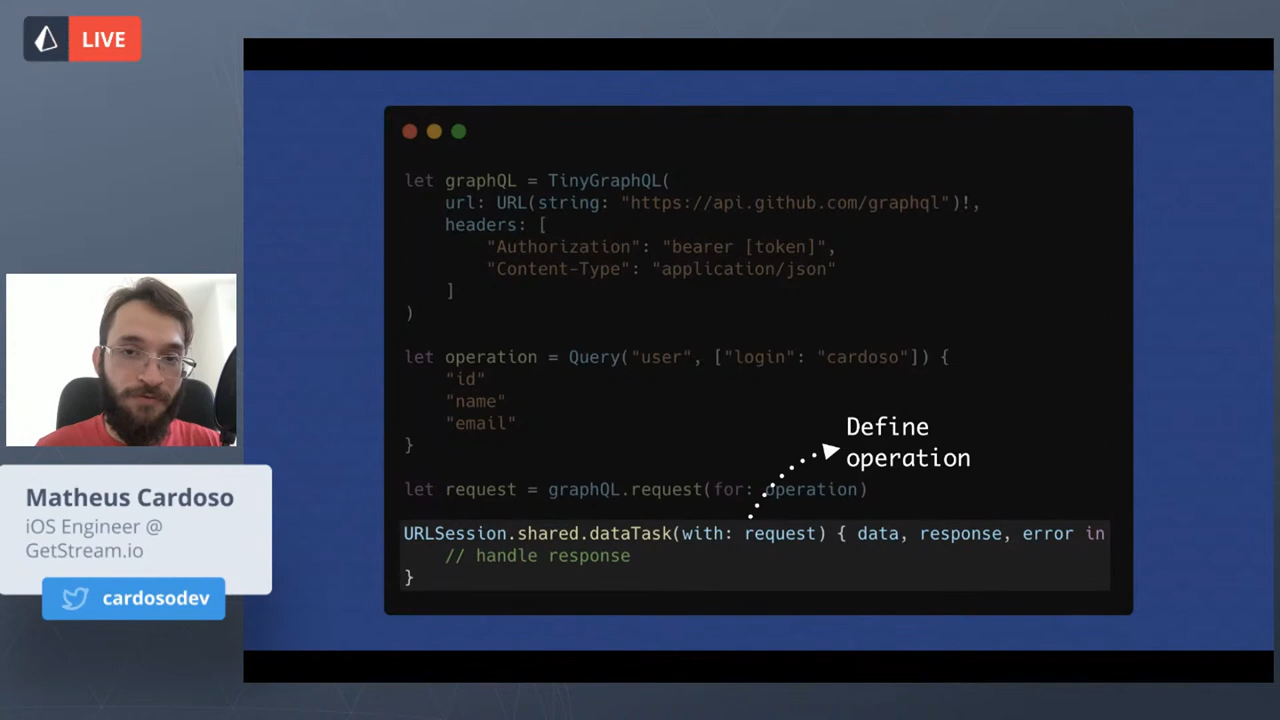 LIVE
let graphQL = TinyGraphQL(
    url: URL(string: "https://api.github.com/graphql")!,
    headers: [
        "Authorization": "bearer [token]",
        "Content-Type": "application/json"
    ]
)
let operation = Query("user", ["login": "cardoso"]) {
    "id"
    "name"
    "email"
}
Define
operation
let request = graphQL.request(for: operation)
URLSession.shared.dataTask(with: request) { data, response, error in
    // handle response
}
Matheus Cardoso
iOS Engineer @
GetStream.io
cardosodev